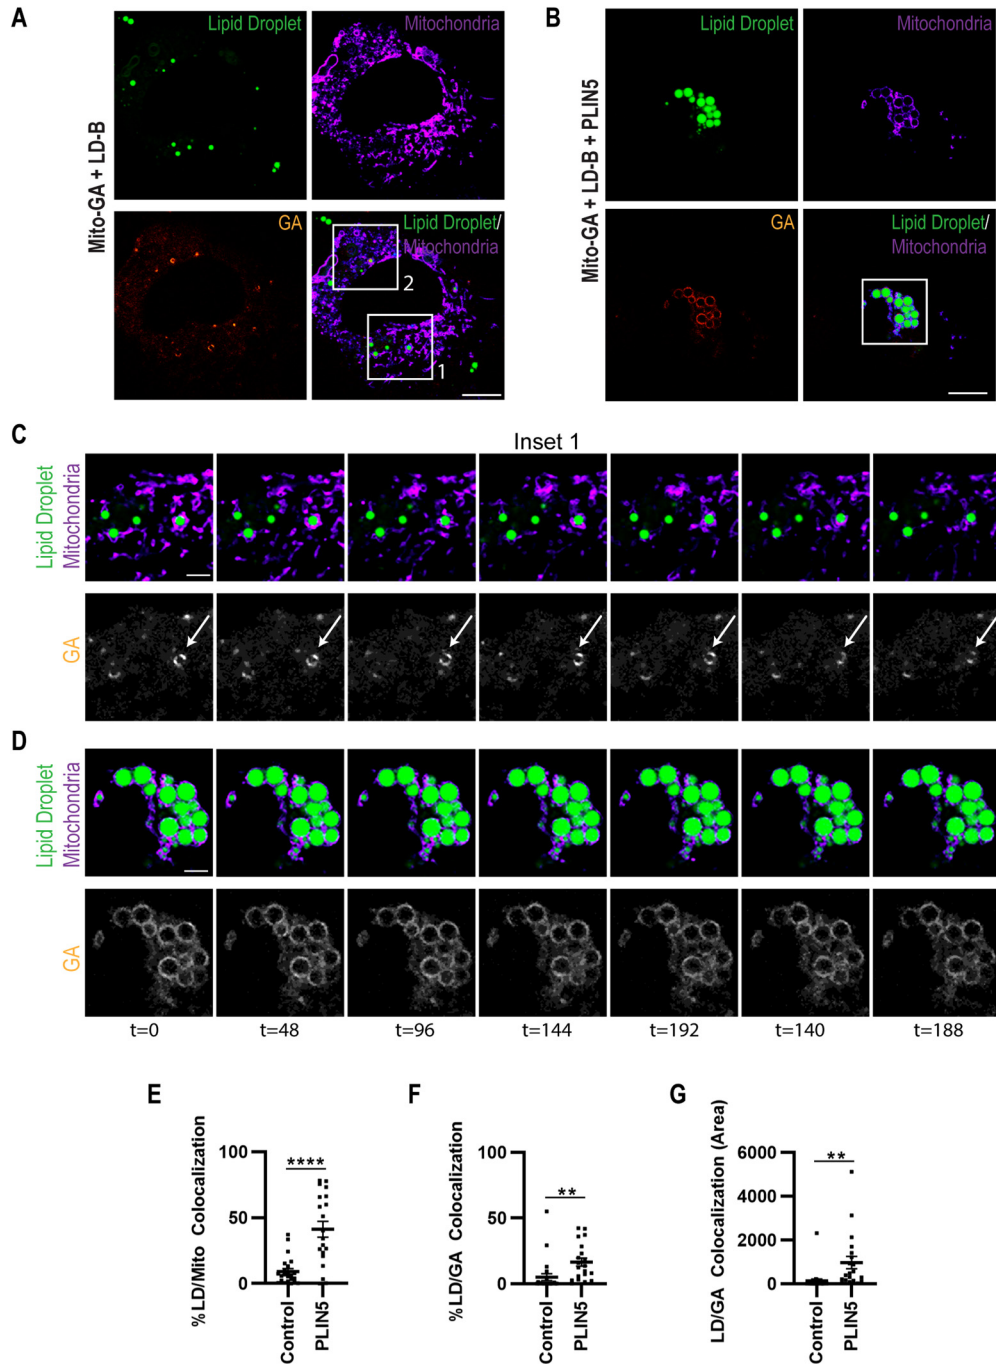 A
B
Mito-GA + LD-B
Lipid Droplet
Mitochondria
GA
Lipid Droplet/
Mitochondria
2
1
Mito-GA + LD-B + PLIN5
Lipid Droplet
Mitochondria
GA
Lipid Droplet/
Mitochondria
C
Inset 1
Lipid Droplet
Mitochondria
GA
D
Lipid Droplet
Mitochondria
GA
t=0 t=48 t=96 t=144 t=192 t=140 t=188
E
%LD/Mito Colocalization
100
50
0
****
Control
PLIN5
F
%LD/GA Colocalization
100
50
0
**
Control
PLIN5
G
LD/GA Colocalization (Area)
6000
4000
2000
0
**
Control
PLIN5